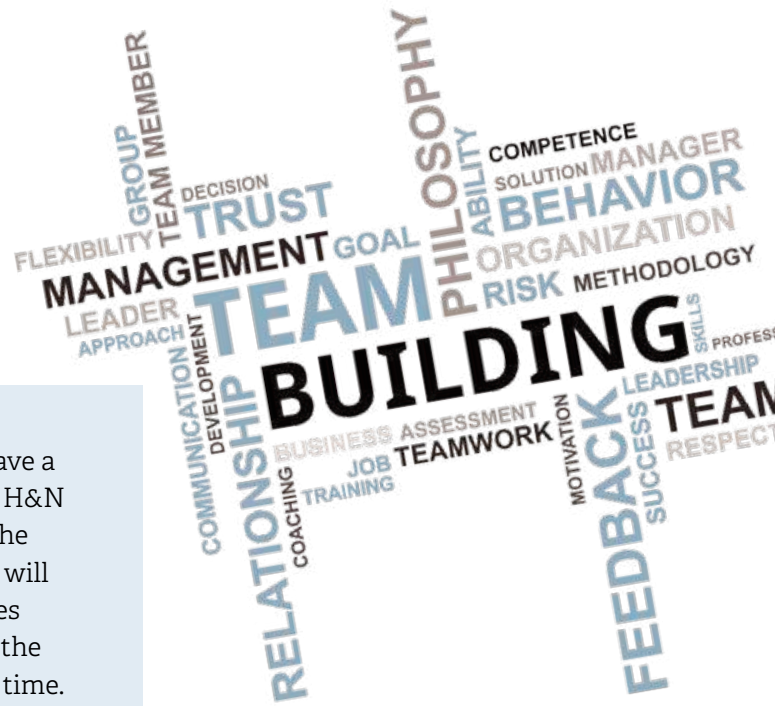 PHILOSOPHY
GROUP
TEAM MEMBER
DECISION
TRUST
FLEXIBILITY
MANAGEMENT
GOAL
LEADER
APPROACH
TEAM
ABILITY
COMPETENCE
SOLUTION
MANAGER
BEHAVIOR
ORGANIZATION
RISK
METHODOLOGY
BUILDING
SKILLS
COMMUNICATION
DEVELOPMENT
RELATIONSHIP
BUSINESS
ASSESSMENT
JOB
TEAMWORK
TRAINING
COACHING
MOTIVATION
FEEDBACK
SUCCESS
LEADERSHIP
TEAM
RESPECT
ave a
H&N
he
will
es
the
time.